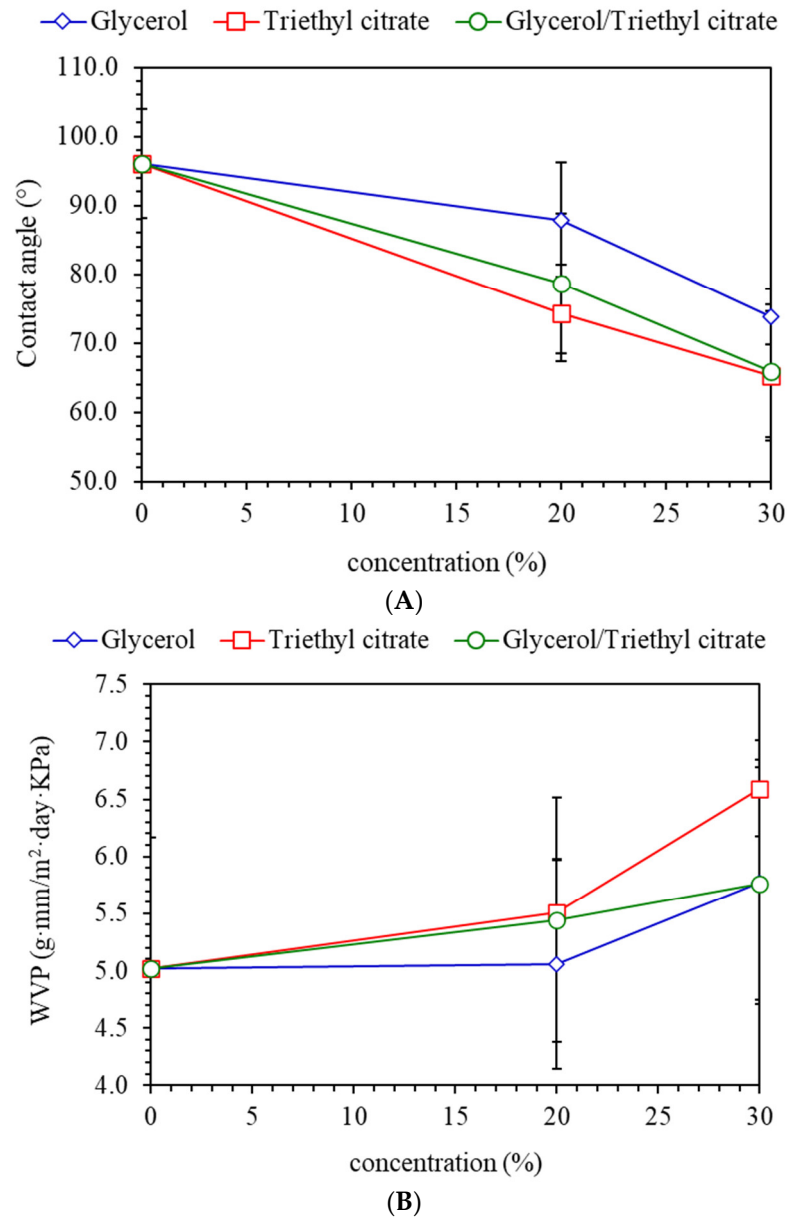 Glycerol Triethyl citrate Glycerol/Triethyl citrate
110.0
100.0
90.0
80.0
70.0
60.0
50.0
Contact angle (°)
0 5 10 15 20 25 30
concentration (%)
(A)
Glycerol Triethyl citrate Glycerol/Triethyl citrate
7.5
7.0
6.5
6.0
5.5
5.0
4.5
4.0
WVP (g·mm/m²·day·KPa)
0 5 10 15 20 25 30
concentration (%)
(B)